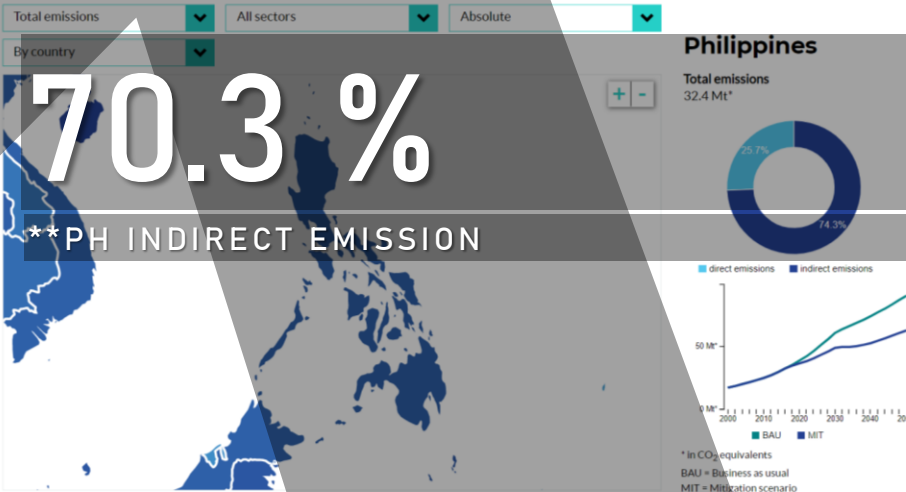 Total emissions
All sectors
Absolute
By country
70.3 %
**PH INDIRECT EMISSION
+ -
Philippines
Total emissions
32.4 Mt*
25.7%
74.3%
direct emissions
indirect emissions
50 Mt*
0 Mt*
2000 2010 2020 2030 2040 20
BAU MIT
* in CO2 equivalents
BAU = Business as usual
MIT = Mitigation scenario